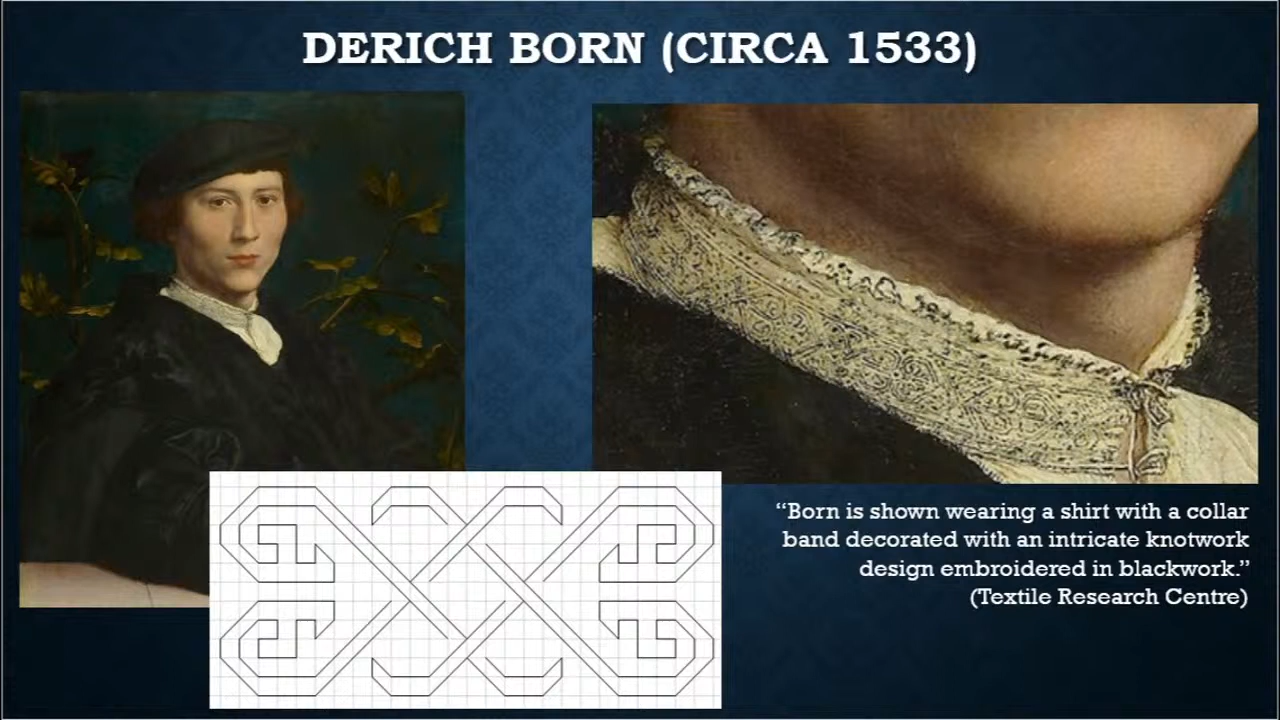 DERICH BORN (CIRCA 1533)
“Born is shown wearing a shirt with a collar
band decorated with an intricate knotwork
design embroidered in blackwork.”
(Textile Research Centre)